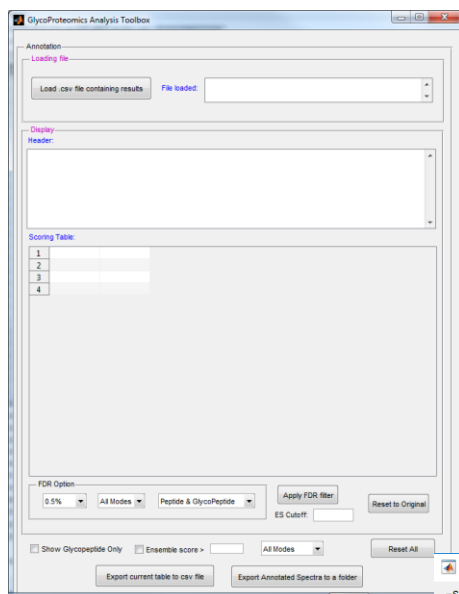 GlycoProteomics Analysis Toolbox
Annotation
Loading file
Load .csv file containing results File loaded:
Display
Header:
Scoring Table:
1
2
3
4
FDR Option
0.5% All Modes Peptide & GlycoPeptide Apply FDR filter
ES Cutoff: Reset to Original
Show Glycopeptide Only Ensemble score > All Modes Reset All
Export current table to csv file Export Annotated Spectra to a folder